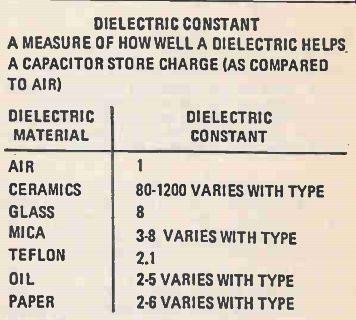 DIELECTRIC CONSTANT
A MEASURE OF HOW WELL A DIELECTRIC HELPS
A CAPACITOR STORE CHARGE (AS COMPARED
TO AIR)
DIELECTRIC MATERIAL DIELECTRIC CONSTANT
AIR 1
CERAMICS 80-1200 VARIES WITH TYPE
GLASS 8
MICA 3-8 VARIES WITH TYPE
TEFLON 2.1
OIL 2-5 VARIES WITH TYPE
PAPER 2-6 VARIES WITH TYPE